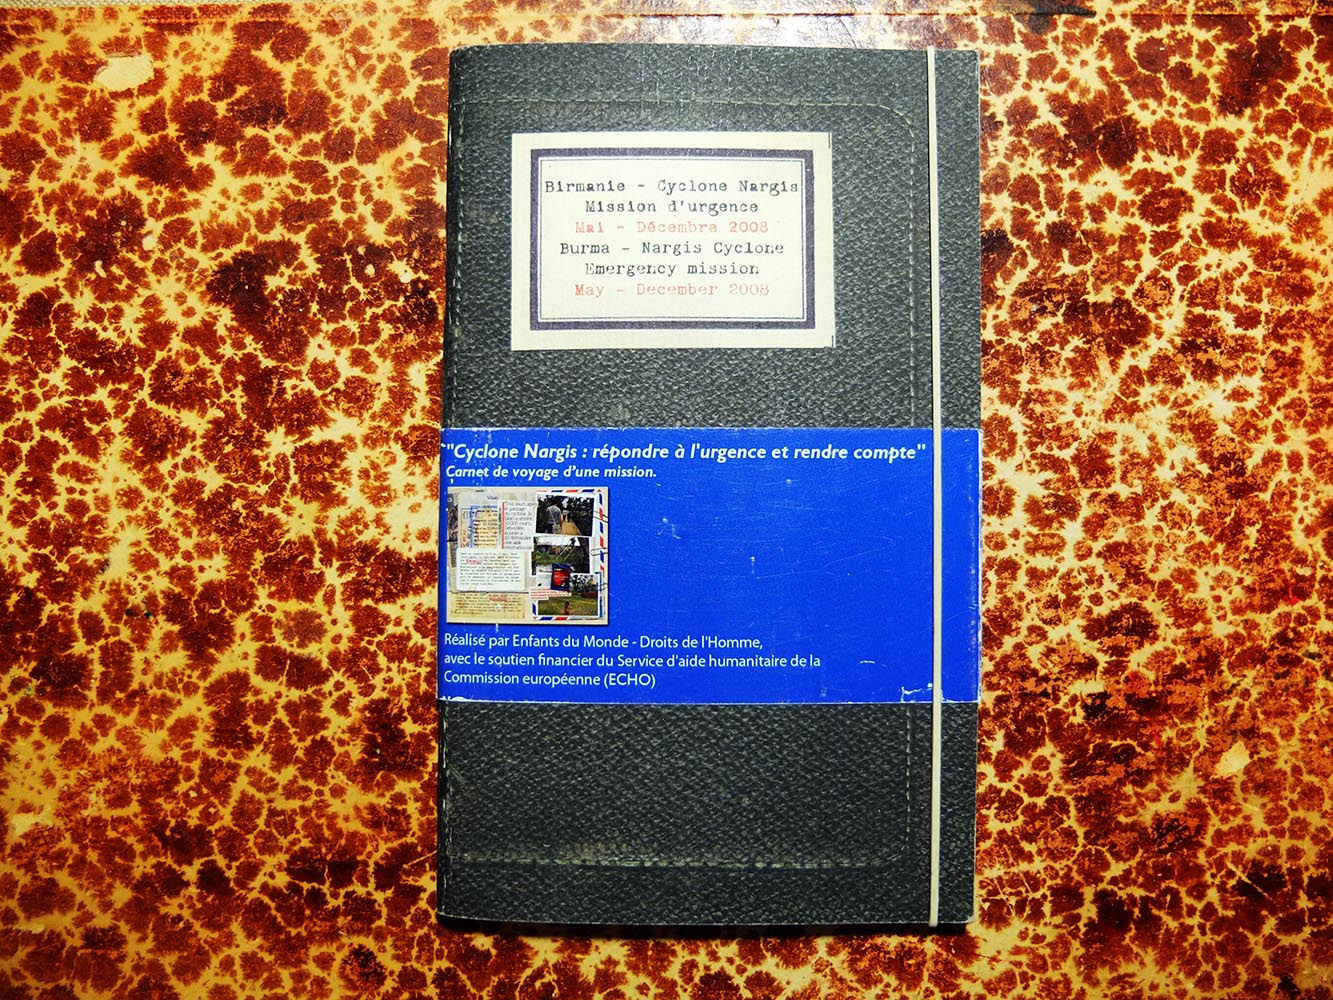 Birmanie - Cyclone Nargis
Mission d'urgence
Mai - Décembre 2008
Burma - Nargis Cyclone
Emergency mission
May - December 2008
"Cyclone Nargis : répondre à l'urgence et rendre compte"
Carnet de voyage d'une mission.
Réalisé par Enfants du Monde - Droits de l'Homme,
avec le soutien financier du Service d'aide humanitaire de la
Commission européenne (ECHO)